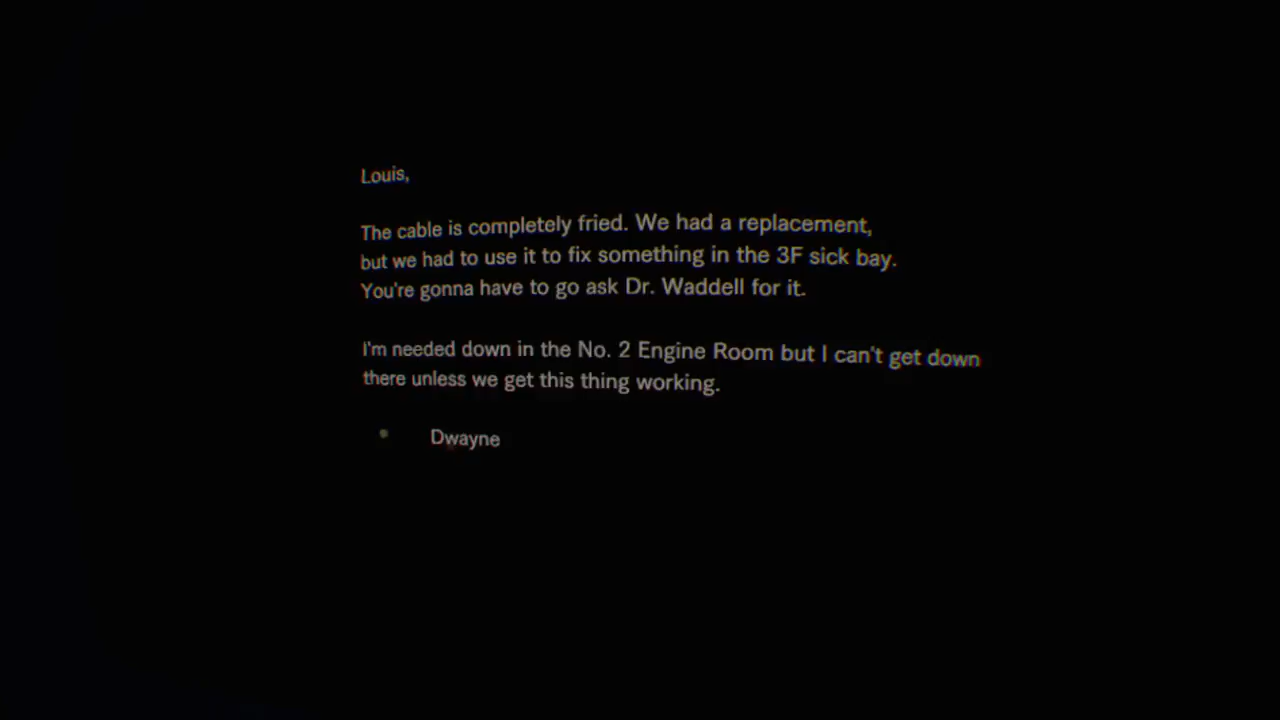 Louis,
The cable is completely fried. We had a replacement,
but we had to use it to fix something in the 3F sick bay.
You're gonna have to go ask Dr. Waddell for it.
I'm needed down in the No. 2 Engine Room but I can't get down
there unless we get this thing working.
• Dwayne